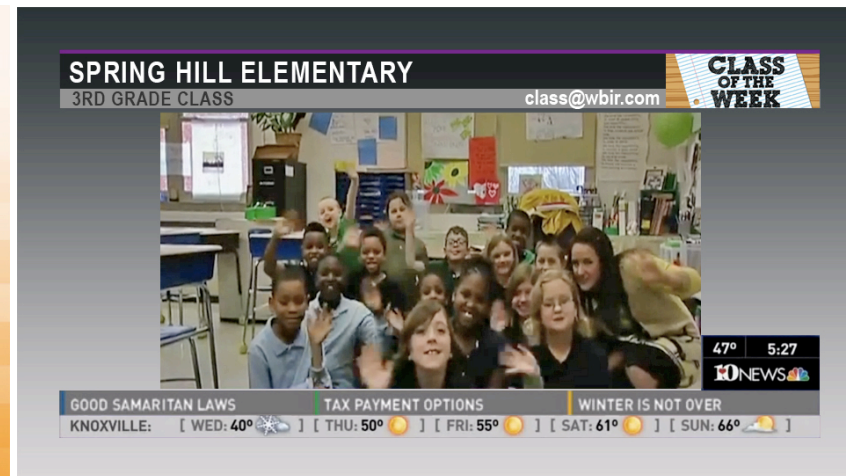 SPRING HILL ELEMENTARY
3RD GRADE CLASS
class@wbir.com
CLASS
OF THE
WEEK
47° 5:27
10NEWS
GOOD SAMARITAN LAWS TAX PAYMENT OPTIONS WINTER IS NOT OVER
KNOXVILLE: [ WED: 40° ] [ THU: 50° ] [ FRI: 55° ] [ SAT: 61° ] [ SUN: 66° ]